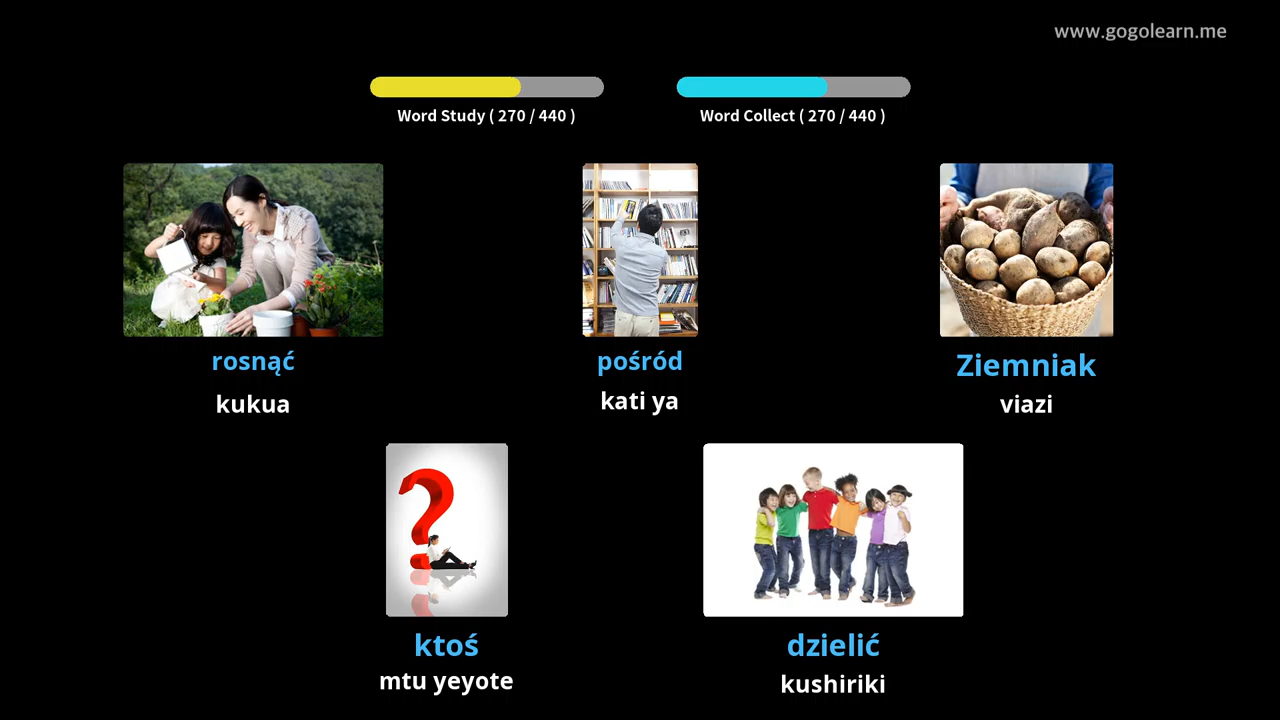 www.gogolearn.me
Word Study ( 270 / 440 )
Word Collect ( 270 / 440 )
rosnąć
kukua
pośród
kati ya
Ziemniak
viazi
ktoś
mtu yeyote
dzielić
kushiriki